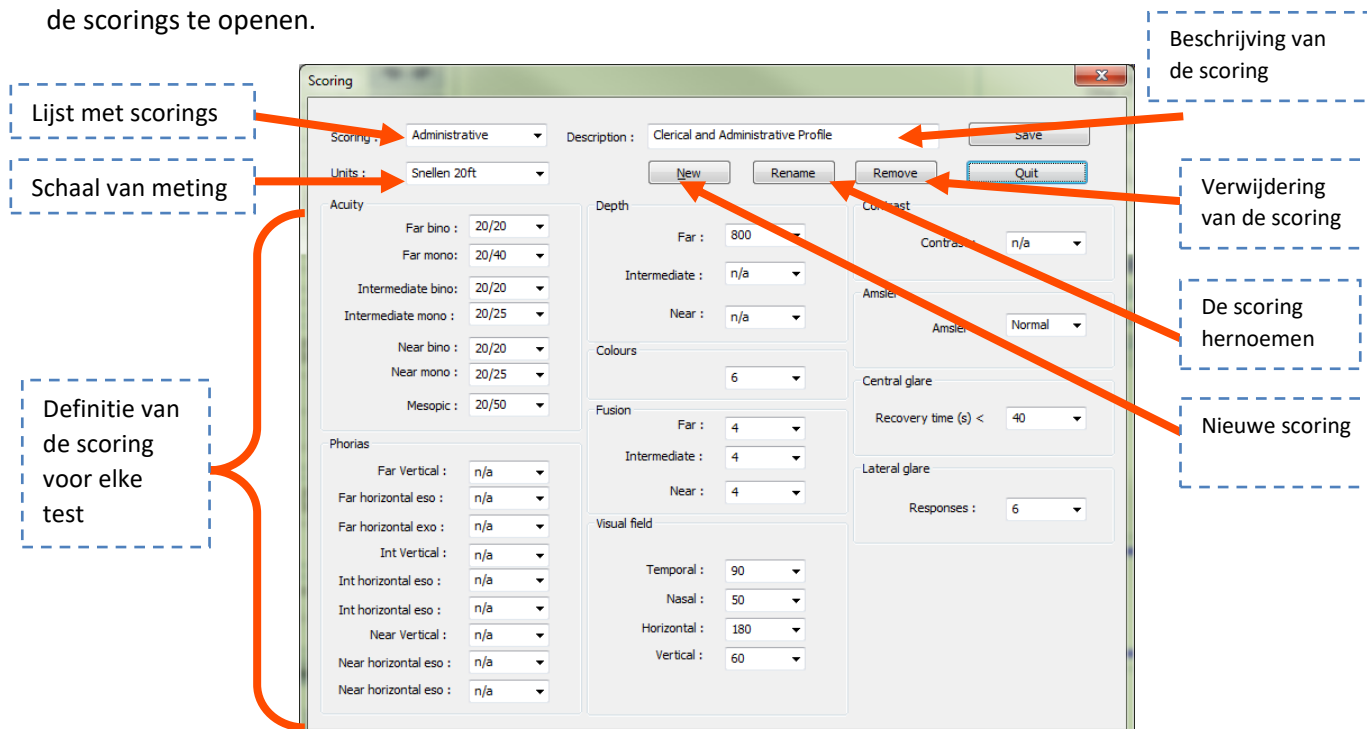 de scorings te openen.
Beschrijving van
de scoring
Lijst met scorings
Schaal van meting
Definitie van
de scoring
voor elke
test
Verwijdering
van de scoring
De scoring
hernoemen
Nieuwe scoring
Scoring
Scoring : Administrative Description : Clerical and Administrative Profile Save
Units : Snellen 20ft New Rename Remove Quit
Acuity
Far bino : 20/20
Far mono: 20/40
Intermediate bino: 20/20
Intermediate mono : 20/25
Near bino : 20/20
Near mono : 20/25
Mesopic : 20/50
Phorias
Far Vertical : n/a
Far horizontal eso : n/a
Far horizontal exo : n/a
Int Vertical : n/a
Int horizontal eso : n/a
Int horizontal eso : n/a
Near Vertical : n/a
Near horizontal eso : n/a
Near horizontal eso : n/a
Depth
Far : 800
Intermediate : n/a
Near : n/a
Colours
6
Fusion
Far : 4
Intermediate : 4
Near : 4
Visual field
Temporal : 90
Nasal : 50
Horizontal : 180
Vertical : 60
Contrast
Contrast : n/a
Amsler
Amsler Normal
Central glare
Recovery time (s) < 40
Lateral glare
Responses : 6